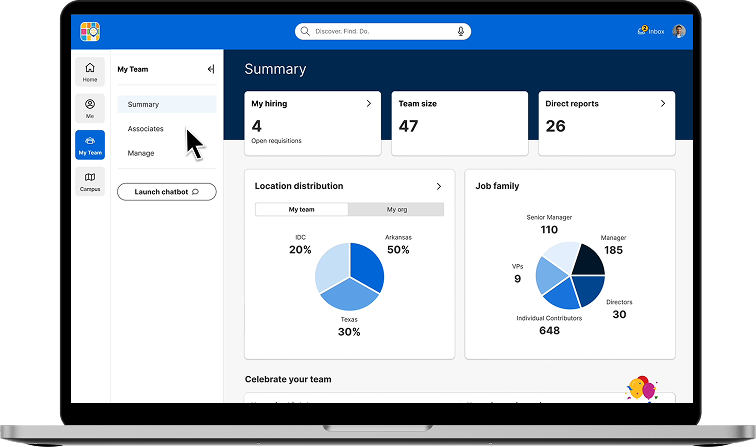 Discover. Find. Do.
2
Inbox
Home
Me
My Team
Campus
My Team
Summary
Associates
Manage
Launch chatbot
Summary
My hiring
4
Open requisitions
Team size
47
Direct reports
26
Location distribution
My team
My org
IDC
20%
Arkansas
50%
Texas
30%
Job family
Senior Manager
110
Manager
185
VPs
9
Directors
30
Individual Contributors
648
Celebrate your team